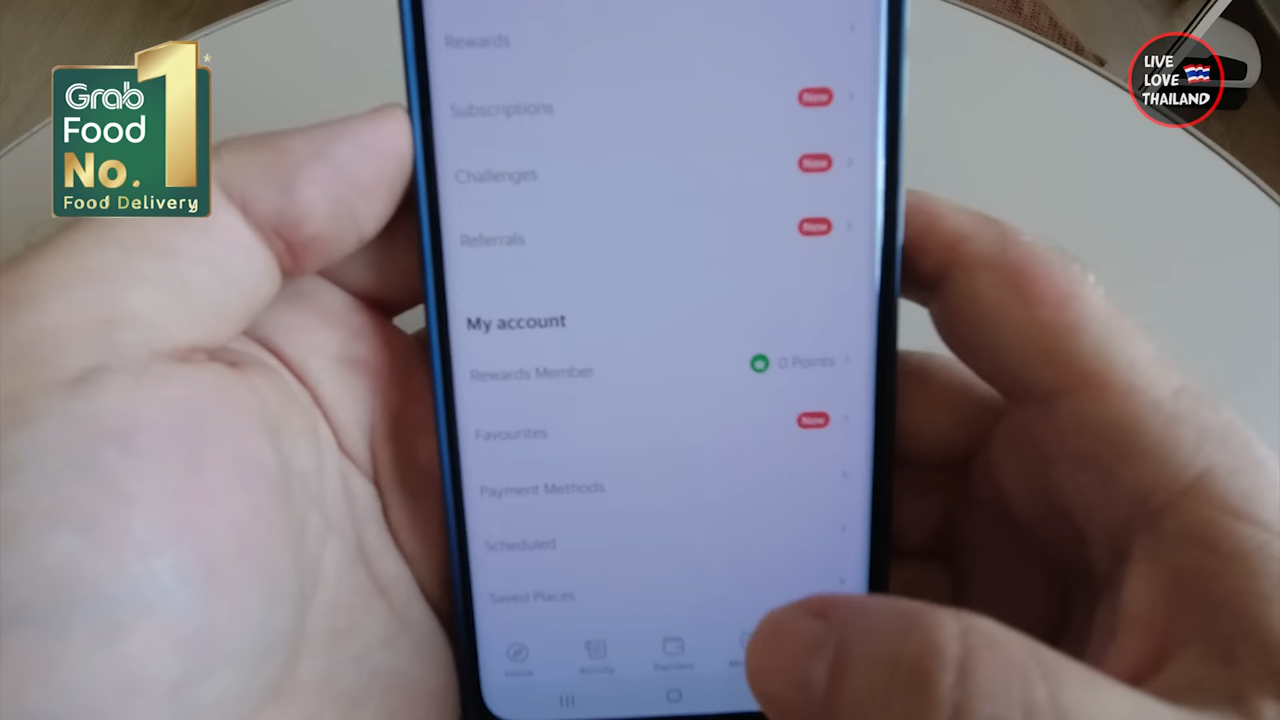 Grab
Food
No. 1*
Food Delivery
LIVE
LOVE
THAILAND
Rewards
Subscriptions New
Challenges New
Referrals New
My account
Rewards Member 0 Points
Favourites New
Payment Methods
Scheduled
Saved Places
Home
Activity
Payment